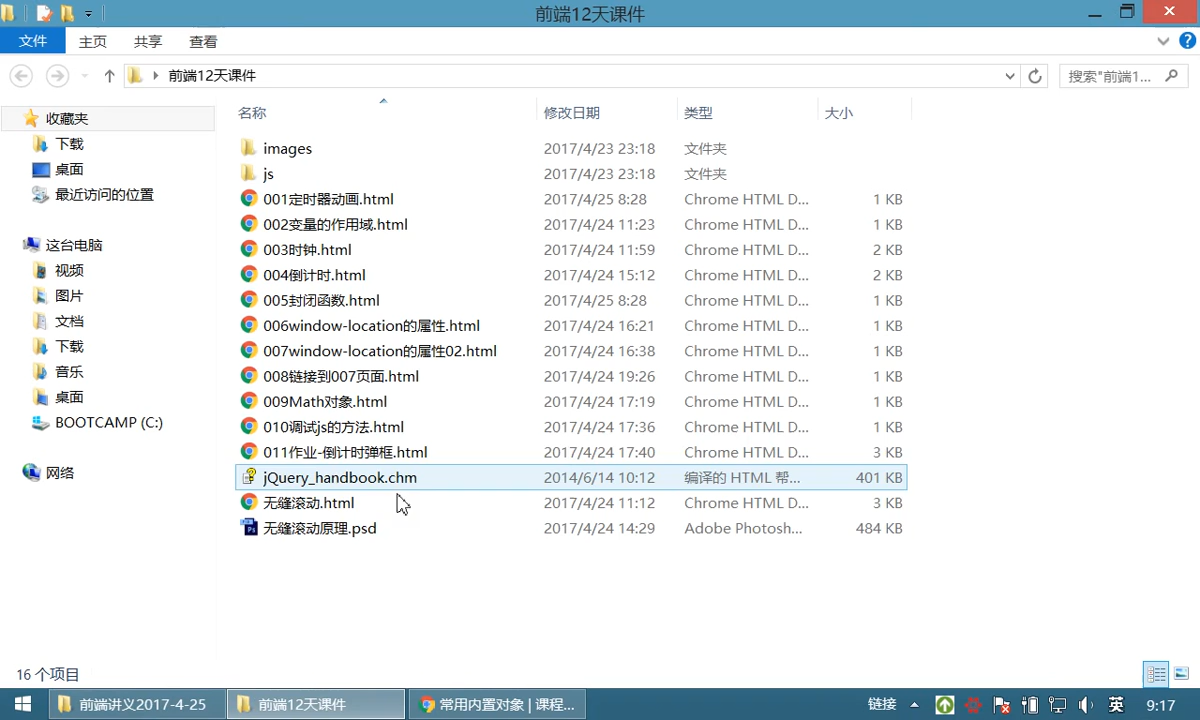 前端12天课件
文件 主页 共享 查看
前端12天课件 搜索"前端1...
名称 修改日期 类型 大小
收藏夹
下载
桌面
最近访问的位置
这台电脑
视频
图片
文档
下载
音乐
桌面
BOOTCAMP (C:)
网络
images 2017/4/23 23:18 文件夹
js 2017/4/23 23:18 文件夹
001定时器动画.html 2017/4/25 8:28 Chrome HTML D... 1 KB
002变量的作用域.html 2017/4/24 11:23 Chrome HTML D... 1 KB
003时钟.html 2017/4/24 11:59 Chrome HTML D... 2 KB
004倒计时.html 2017/4/24 15:12 Chrome HTML D... 2 KB
005封闭函数.html 2017/4/25 8:28 Chrome HTML D... 1 KB
006window-location的属性.html 2017/4/24 16:21 Chrome HTML D... 1 KB
007window-location的属性02.html 2017/4/24 16:38 Chrome HTML D... 1 KB
008链接到007页面.html 2017/4/24 19:26 Chrome HTML D... 1 KB
009Math对象.html 2017/4/24 17:19 Chrome HTML D... 1 KB
010调试js的方法.html 2017/4/24 17:36 Chrome HTML D... 1 KB
011作业-倒计时弹框.html 2017/4/24 17:40 Chrome HTML D... 3 KB
jQuery_handbook.chm 2014/6/14 10:12 编译的 HTML 帮... 401 KB
无缝滚动.html 2017/4/24 11:12 Chrome HTML D... 3 KB
无缝滚动原理.psd 2017/4/24 14:29 Adobe Photosh... 484 KB
16 个项目
前端讲义2017-4-25 前端12天课件 常用内置对象 | 课程... 链接 英 9:17